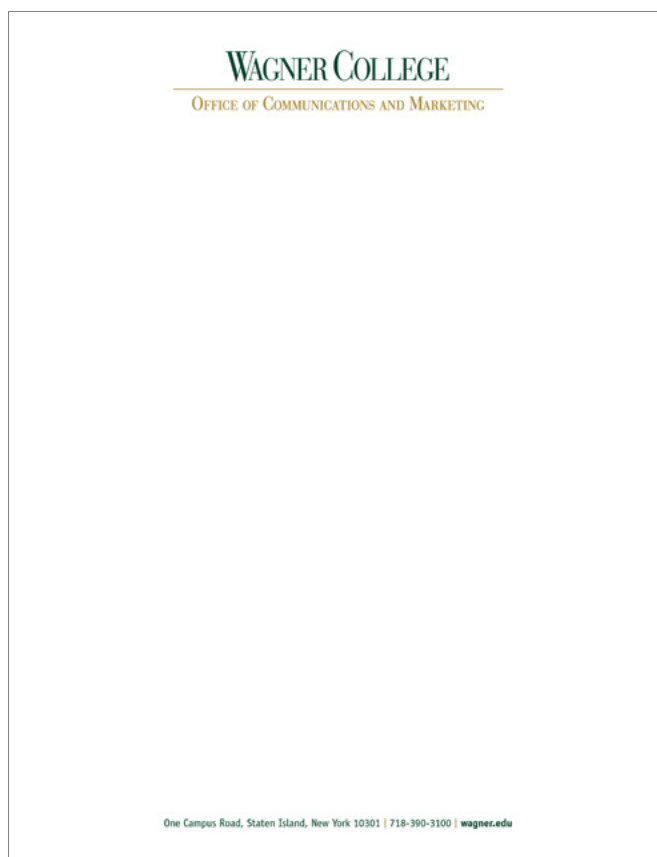 WAGNER COLLEGE
OFFICE OF COMMUNICATIONS AND MARKETING
One Campus Road, Staten Island, New York 10301 | 718-390-3100 | wagner.edu